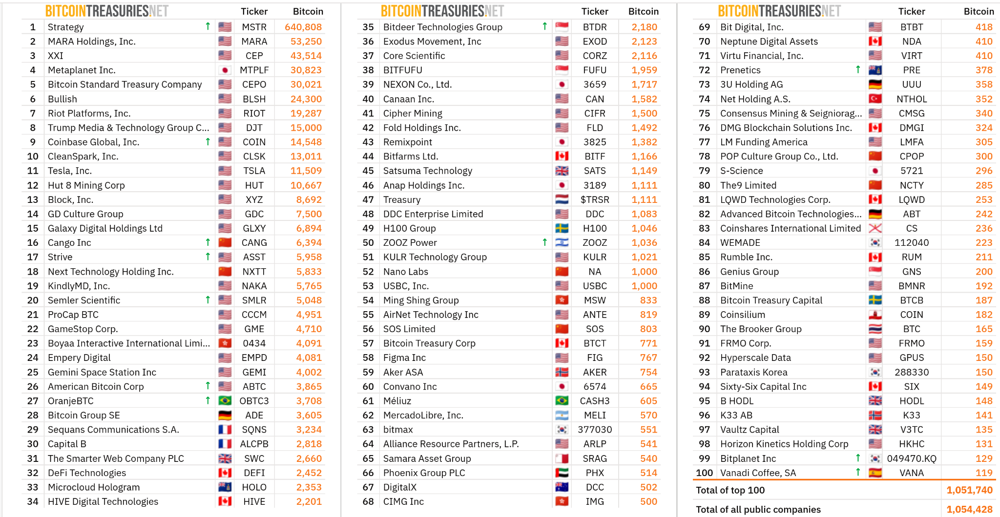 BITCOINTREASURIES.NET Ticker Bitcoin
1 Strategy ↑ MSTR 640,808
2 MARA Holdings, Inc. MARA 53,250
3 XXI CEP 43,514
4 Metaplanet Inc. MTPLF 30,823
5 Bitcoin Standard Treasury Company CEPO 30,021
6 Bullish BLSH 24,300
7 Riot Platforms, Inc. RIOT 19,287
8 Trump Media & Technology Group C... DJT 15,000
9 Coinbase Global, Inc. ↑ COIN 14,548
10 CleanSpark, Inc. CLSK 13,011
11 Tesla, Inc. TSLA 11,509
12 Hut 8 Mining Corp HUT 10,667
13 Block, Inc. XYZ 8,692
14 GD Culture Group GDC 7,500
15 Galaxy Digital Holdings Ltd GLXY 6,894
16 Cango Inc ↑ CANG 6,394
17 Strive ↑ ASST 5,958
18 Next Technology Holding Inc. NXTT 5,833
19 KindlyMD, Inc. NAKA 5,765
20 Semler Scientific ↑ SMLR 5,048
21 ProCap BTC CCCM 4,951
22 GameStop Corp. GME 4,710
23 Boyaa Interactive International Limi... 0434 4,091
24 Empery Digital EMPD 4,081
25 Gemini Space Station Inc GEMI 4,002
26 American Bitcoin Corp ↑ ABTC 3,865
27 OranjeBTC ↑ OBTC3 3,708
28 Bitcoin Group SE ADE 3,605
29 Sequans Communications S.A. SQNS 3,234
30 Capital B ALCPB 2,818
31 The Smarter Web Company PLC SWC 2,660
32 DeFi Technologies DEFI 2,452
33 Microcloud Hologram HOLO 2,353
34 HIVE Digital Technologies HIVE 2,201
BITCOINTREASURIES.NET Ticker Bitcoin
35 Bitdeer Technologies Group ↑ BTDR 2,180
36 Exodus Movement, Inc EXOD 2,123
37 Core Scientific CORZ 2,116
38 BITFUFU FUFU 1,959
39 NEXON Co., Ltd. 3659 1,717
40 Canaan Inc. CAN 1,582
41 Cipher Mining CIFR 1,500
42 Fold Holdings Inc. FLD 1,492
43 Remixpoint 3825 1,382
44 Bitfarms Ltd. BITF 1,166
45 Satsuma Technology SATS 1,149
46 Anap Holdings Inc. 3189 1,111
47 Treasury $TRSR 1,111
48 DDC Enterprise Limited DDC 1,083
49 H100 Group H100 1,046
50 ZOOZ Power ↑ ZOOZ 1,036
51 KULR Technology Group KULR 1,021
52 Nano Labs NA 1,000
53 USBC, Inc. USBC 1,000
54 Ming Shing Group MSW 833
55 AirNet Technology Inc ANTE 819
56 SOS Limited SOS 803
57 Bitcoin Treasury Corp BTCT 771
58 Figma Inc FIG 767
59 Aker ASA AKER 754
60 Convano Inc 6574 665
61 Méliuz CASH3 605
62 MercadoLibre, Inc. MELI 570
63 bitmax 377030 551
64 Alliance Resource Partners, L.P. ARLP 541
65 Samara Asset Group SRAG 540
66 Phoenix Group PLC PHX 514
67 DigitalX DCC 502
68 CIMG Inc IMG 500
BITCOINTREASURIES.NET Ticker Bitcoin
69 Bit Digital, Inc. BTBT 418
70 Neptune Digital Assets NDA 410
71 Virtu Financial, Inc. VIRT 410
72 Prenetics ↑ PRE 378
73 3U Holding AG UUU 358
74 Net Holding A.S. NTHOL 352
75 Consensus Mining & Seigniorag... CMSG 340
76 DMG Blockchain Solutions Inc. DMGI 324
77 LM Funding America LMFA 305
78 POP Culture Group Co., Ltd. CPOP 300
79 S-Science 5721 296
80 The9 Limited NCTY 285
81 LQWD Technologies Corp. LQWD 253
82 Advanced Bitcoin Technologies... ABT 242
83 Coinshares International Limited CS 236
84 WEMADE 112040 223
85 Rumble Inc. RUM 211
86 Genius Group GNS 200
87 BitMine BMNR 192
88 Bitcoin Treasury Capital BTCB 187
89 Coinsilium COIN 182
90 The Brooker Group BTC 165
91 FRMO Corp. FRMO 159
92 Hyperscale Data GPUS 150
93 Parataxis Korea 288330 150
94 Sixty-Six Capital Inc SIX 149
95 B HODL HODL 148
96 K33 AB K33 141
97 Vaultz Capital V3TC 135
98 Horizon Kinetics Holding Corp HKHC 131
99 Bitplanet Inc ↑ 049470.KQ 129
100 Vanadi Coffee, SA ↑ VANA 119
Total of top 100 1,051,740
Total of all public companies 1,054,428